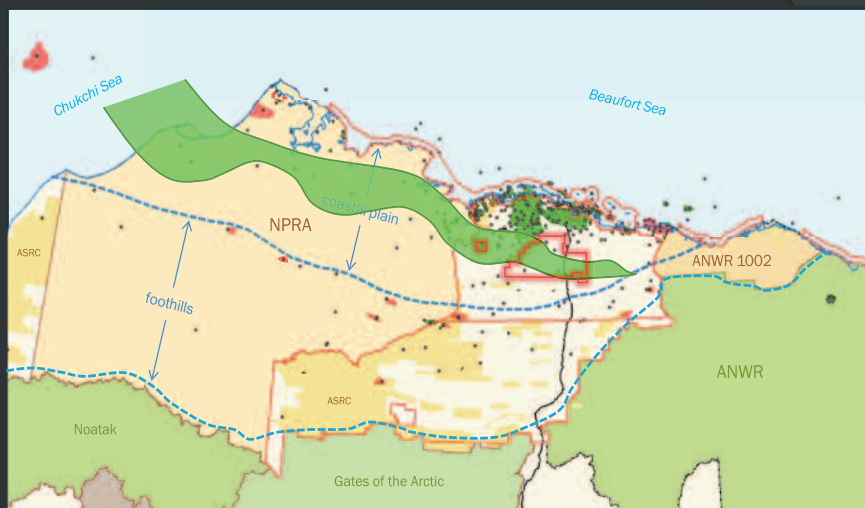 Chukchi Sea
Beaufort Sea
coastal plain
NPRA
ASRC
ANWR 1002
foothills
ANWR
ASRC
Noatak
Gates of the Arctic